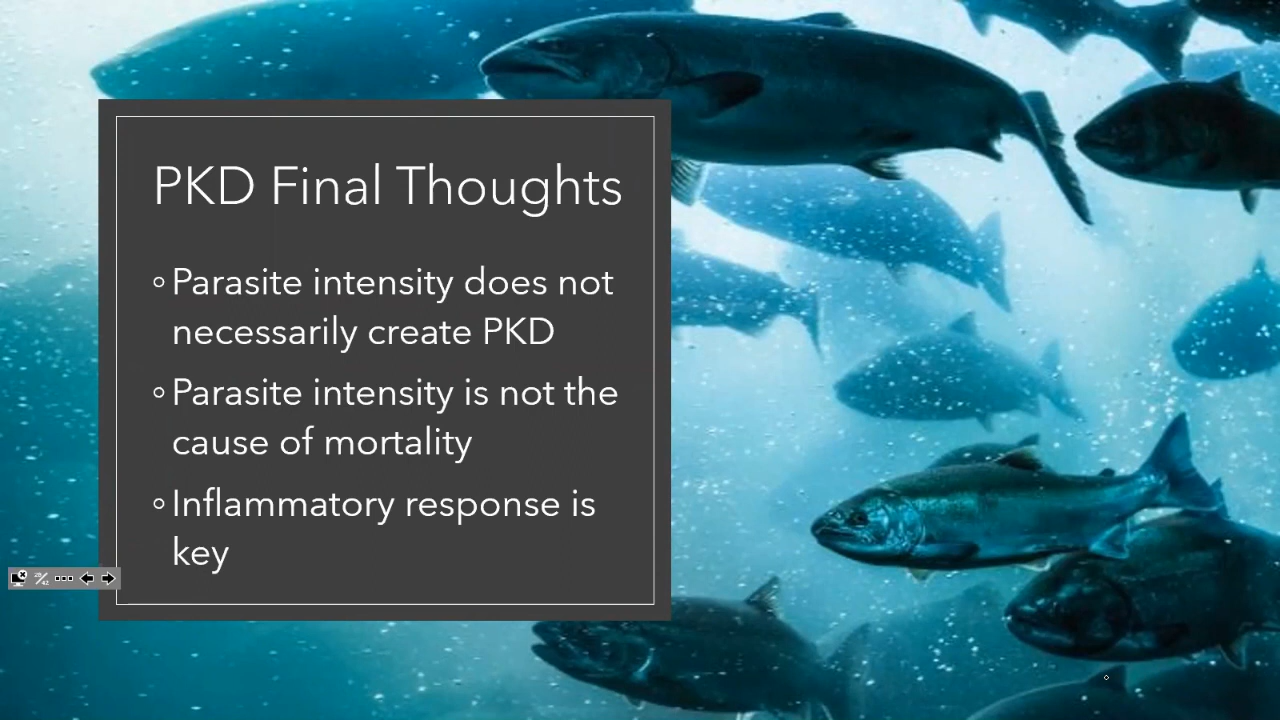 PKD Final Thoughts
◦Parasite intensity does not
necessarily create PKD
◦Parasite intensity is not the
cause of mortality
◦Inflammatory response is
key